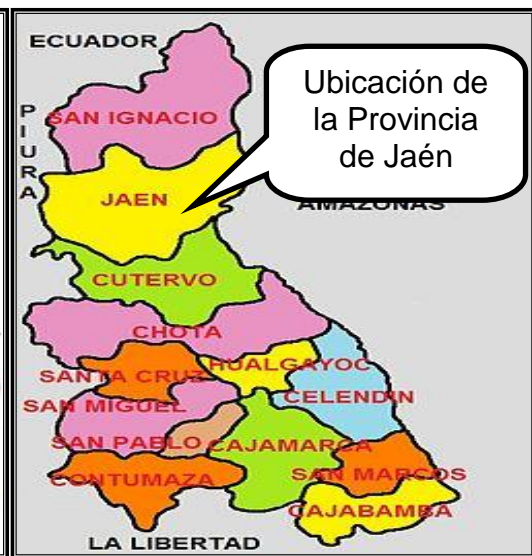 ECUADOR
Ubicación de
la Provincia
de Jaén
PIURA
SAN IGNACIO
JAEN
AMAZONAS
CUTERVO
CHOTA
HUALGAYOC
SANTA CRUZ
CELENDIN
SAN MIGUEL
SAN PABLO
CAJAMARCA
SAN MARCOS
CONTUMAZA
CAJABAMBA
LA LIBERTAD